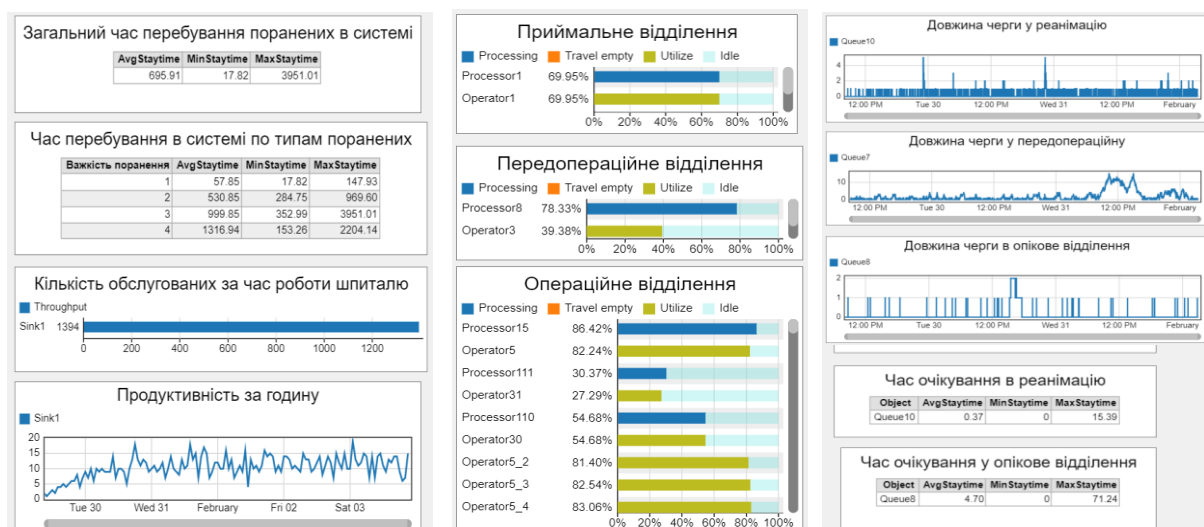 Загальний час перебування поранених в системі
AvgStaytime MinStaytime MaxStaytime
695.91 17.82 3951.01
Час перебування в системі по типам поранених
Важкість поранення AvgStaytime MinStaytime MaxStaytime
1 57.85 17.82 147.93
2 530.85 284.75 969.60
3 999.85 352.99 3951.01
4 1316.94 153.26 2204.14
Кількість обслугованих за час роботи шпиталю
Throughput
Sink1 1394
0 200 400 600 800 1000 1200
Продуктивність за годину
Sink1
20
15
10
5
0
Tue 30 Wed 31 February Fri 02 Sat 03
Приймальне відділення
Processing Travel empty Utilize Idle
Processor1 69.95%
Operator1 69.95%
0% 20% 40% 60% 80% 100%
Передопераційне відділення
Processing Travel empty Utilize Idle
Processor8 78.33%
Operator3 39.38%
0% 20% 40% 60% 80% 100%
Операційне відділення
Processing Travel empty Utilize Idle
Processor15 86.42%
Operator5 82.24%
Processor111 30.37%
Operator31 27.29%
Processor110 54.68%
Operator30 54.68%
Operator5_2 81.40%
Operator5_3 82.54%
Operator5_4 83.06%
0% 20% 40% 60% 80% 100%
Довжина черги у реанімацію
Queue10
4
2
0
12:00 PM Tue 30 12:00 PM Wed 31 12:00 PM February
Довжина черги у передопераційну
Queue7
10
0
12:00 PM Tue 30 12:00 PM Wed 31 12:00 PM February
Довжина черги в опікове відділення
Queue8
2
1
0
12:00 PM Tue 30 12:00 PM Wed 31 12:00 PM February
Час очікування в реанімацію
Object AvgStaytime MinStaytime MaxStaytime
Queue10 0.37 0 15.39
Час очікування у опікове відділення
Object AvgStaytime MinStaytime MaxStaytime
Queue8 4.70 0 71.24